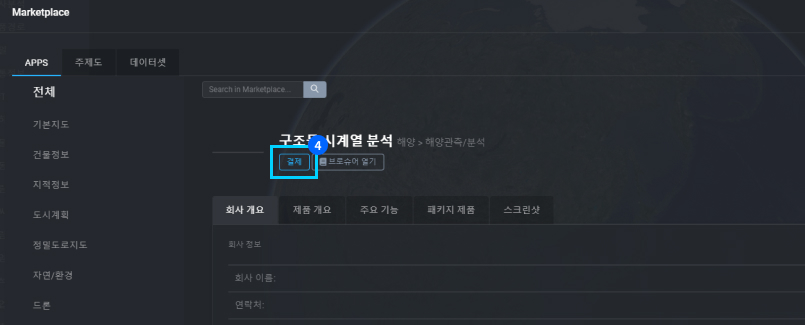 Marketplace
APPS 주제도 데이터셋
전체
Search in Marketplace...
기본지도
구조물 시계열 분석 해양 > 해양관측/분석
4
건물정보
결제 브로슈어 열기
지적정보
도시계획
회사 개요 제품 개요 주요 기능 패키지 제품 스크린샷
정밀도로지도
회사 정보
자연/환경
회사 이름:
드론
연락처: